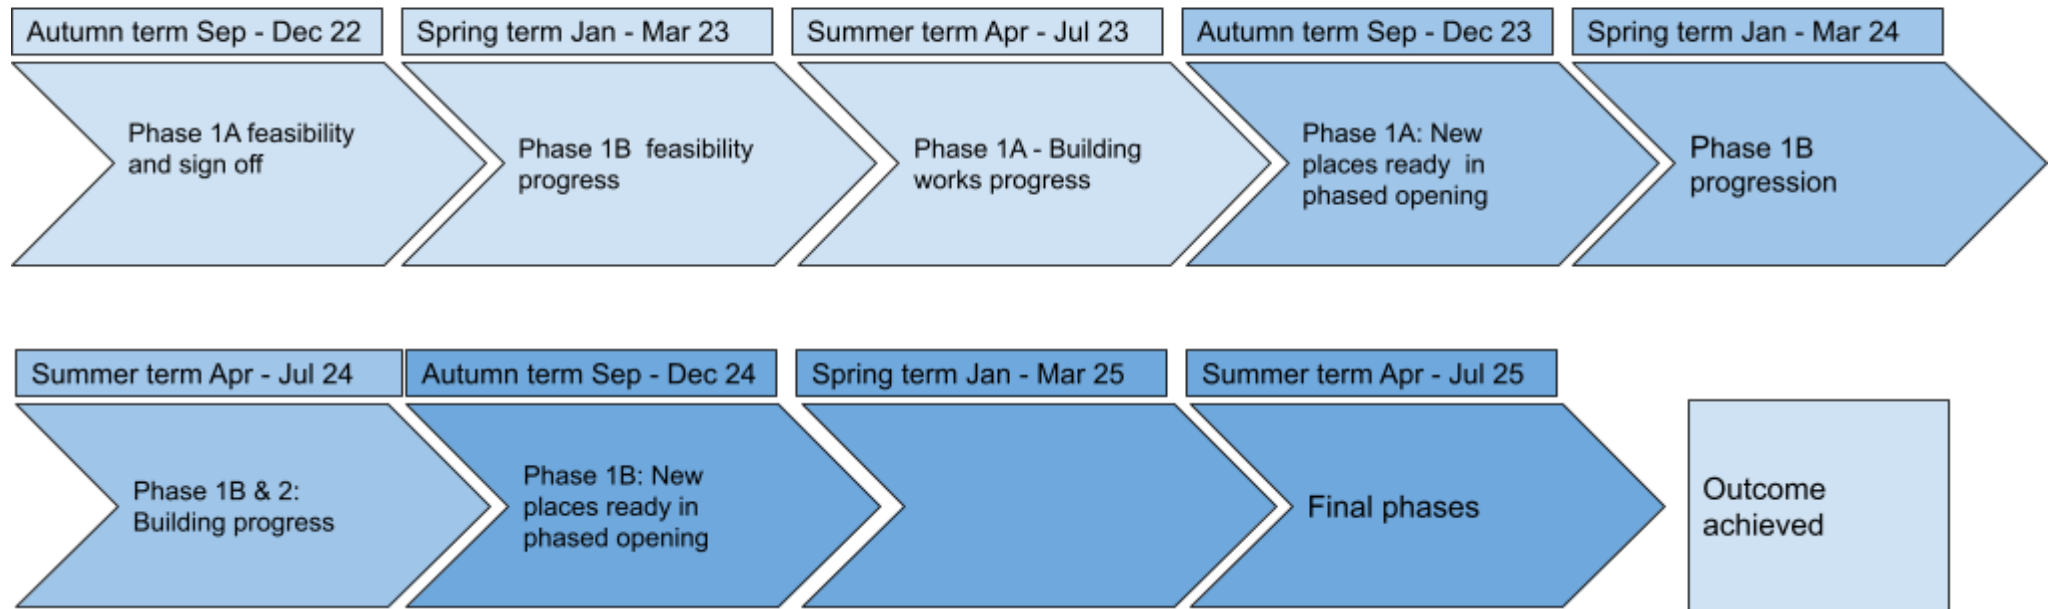 Autumn term Sep - Dec 22
Spring term Jan - Mar 23
Summer term Apr - Jul 23
Autumn term Sep - Dec 23
Spring term Jan - Mar 24
Phase 1A feasibility
and sign off
Phase 1B feasibility
progress
Phase 1A - Building
works progress
Phase 1A: New
places ready in
phased opening
Phase 1B
progression
Summer term Apr - Jul 24
Autumn term Sep - Dec 24
Spring term Jan - Mar 25
Summer term Apr - Jul 25
Phase 1B & 2:
Building progress
Phase 1B: New
places ready in
phased opening
Final phases
Outcome
achieved